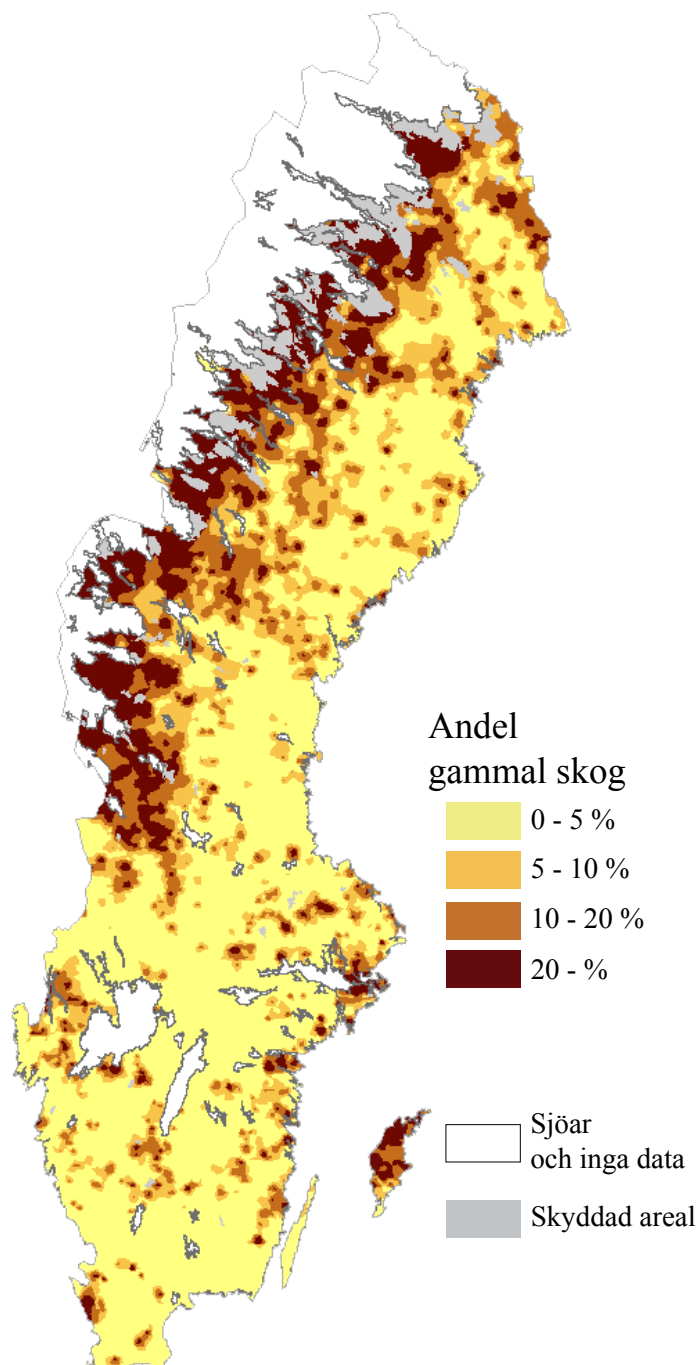 Andel
gammal skog
0 - 5 %
5 - 10 %
10 - 20 %
20 - %
Sjöar
och inga data
Skyddad areal